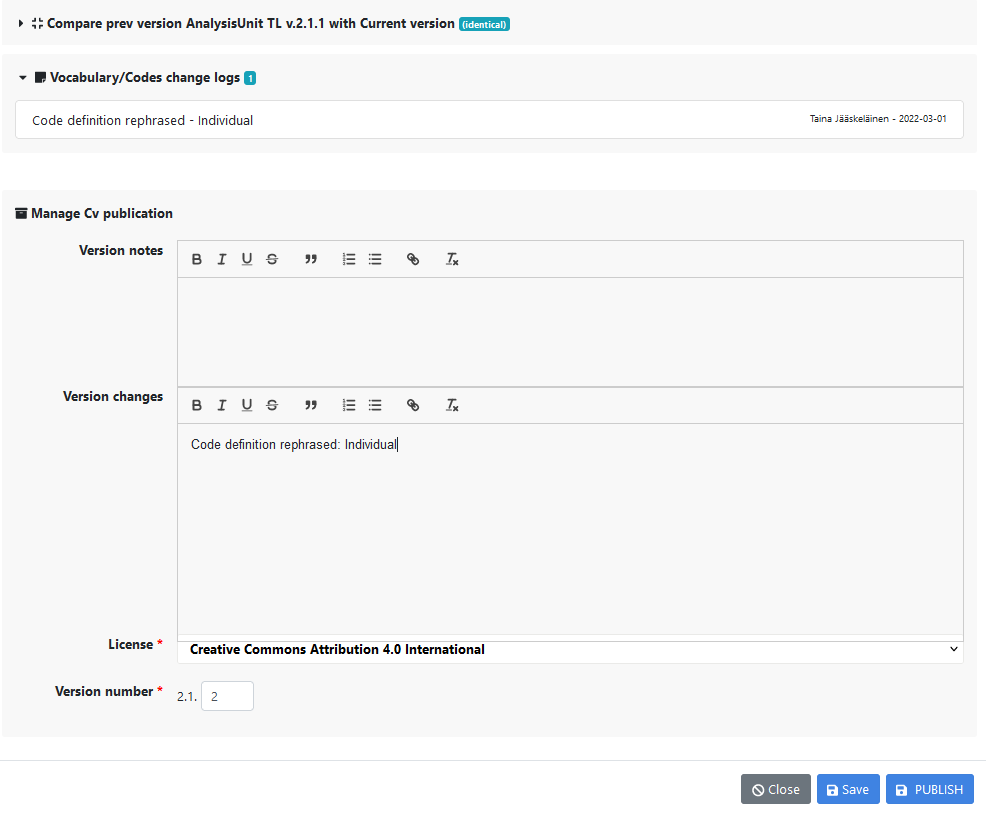 Compare prev version AnalysisUnit TL v.2.1.1 with Current version (identical)
Vocabulary/Codes change logs 1
Code definition rephrased - Individual Taina Jääskeläinen - 2022-03-01
Manage Cv publication
Version notes
Version changes
Code definition rephrased: Individual
License *
Creative Commons Attribution 4.0 International
Version number * 2.1. 2
Close Save PUBLISH